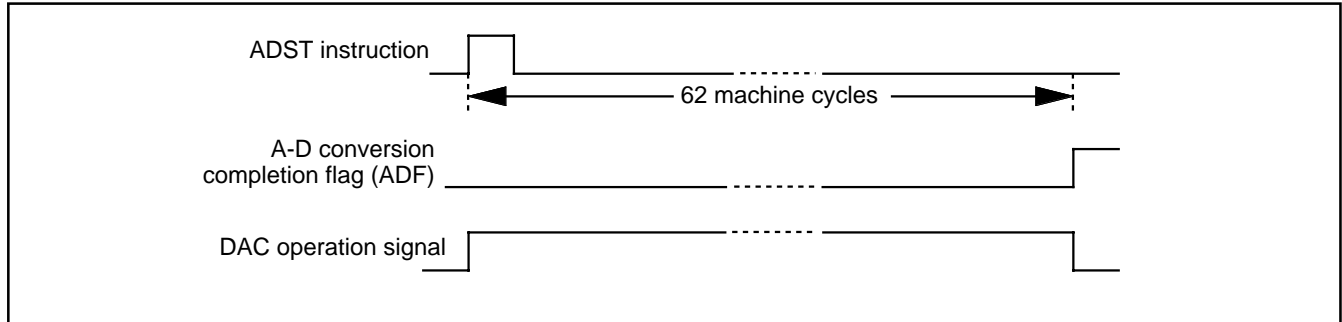 ADST instruction
62 machine cycles
A-D conversion
completion flag (ADF)
DAC operation signal